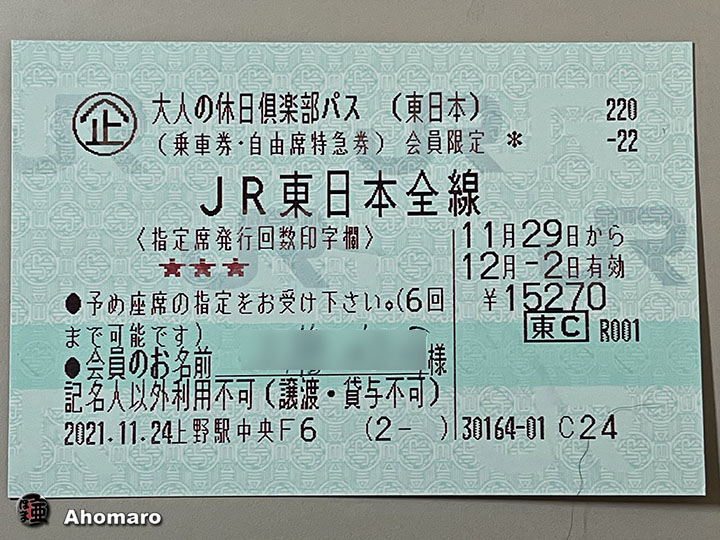 企 大人の休日倶楽部パス （東日本） 220
（乗車券・自由席特急券）会員限定 * -22
ＪＲ東日本全線
〈指定席発行回数印字欄〉
11月29日から
★★★
12月-2日有効
●予め座席の指定をお受け下さい。(6回
まで可能です)
￥15270
東C R001
●会員のお名前 様
記名人以外利用不可（譲渡・貸与不可）
2021.11.24上野駅中央F6 (2- ) 30164-01 C24
Ahomaro